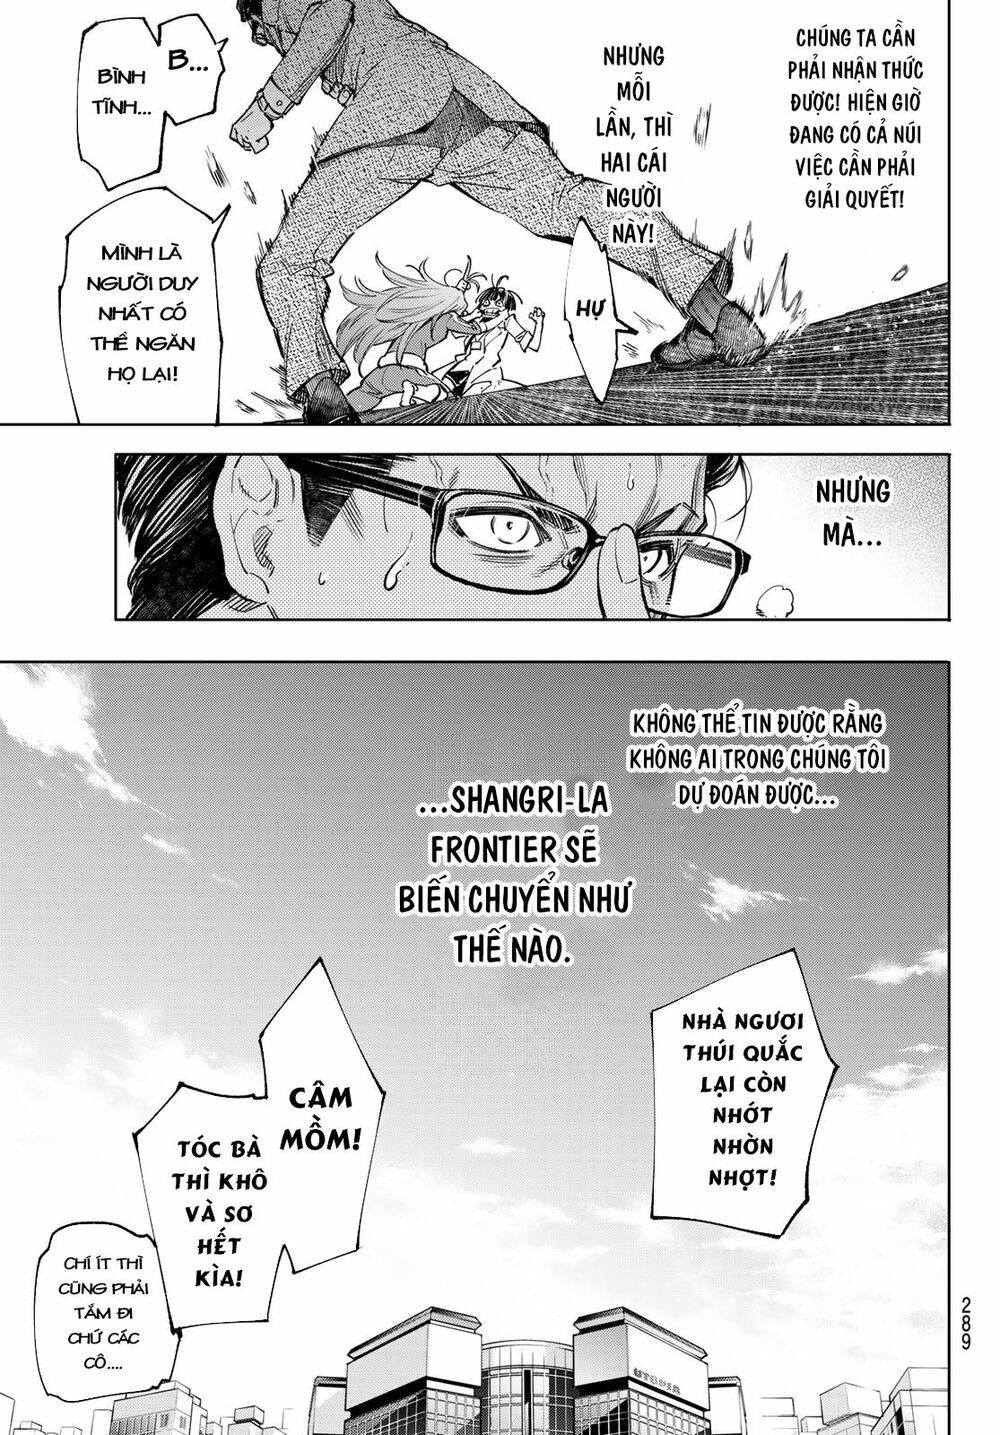 CHÚNG TA CẦN
PHẢI NHẬN THỨC
ĐƯỢC! HIỆN GIỜ
ĐANG CÓ CẢ NÚI
VIỆC CẦN PHẢI
GIẢI QUYẾT!
NHƯNG
MỖI
LẦN, THÌ
HAI CÁI
NGƯỜI
NÀY!
HỰ
B...
BÌNH
TĨNH...
MÌNH LÀ
NGƯỜI DUY
NHẤT CÓ
THỂ NGĂN
HỌ LẠI!
NHƯNG
MÀ...
KHÔNG THỂ TIN ĐƯỢC RẰNG
KHÔNG AI TRONG CHÚNG TÔI
DỰ ĐOÁN ĐƯỢC...
...SHANGRI-LA
FRONTIER SẼ
BIẾN CHUYỂN NHƯ
THẾ NÀO.
NHÀ NGƯƠI
THÚI QUẮC
LẠI CÒN
NHỚT
NHỜN
NHỢT!
CÂM
MỒM!
TÓC BÀ
THÌ KHÔ
VÀ SƠ
HẾT
KÌA!
CHÍ ÍT THÌ
CŨNG PHẢI
TẮM ĐI
CHỨ CÁC
CÔ....
UTOPIA
289